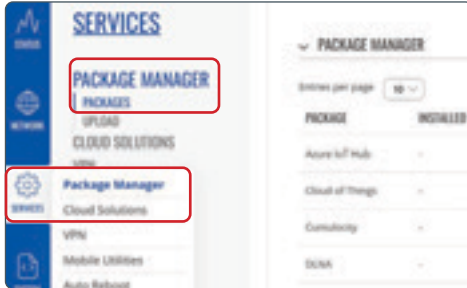 STATUS
NETWORK
SERVICES
SERVICES
PACKAGE MANAGER
PACKAGES
UPLOAD
CLOUD SOLUTIONS
VPN
Package Manager
Cloud Solutions
VPN
Mobile Utilities
Auto Reboot
PACKAGE MANAGER
Entries per page 10
PACKAGE INSTALLED
Azure IoT Hub -
Cloud of Things -
Cumulocity -
DLNA -